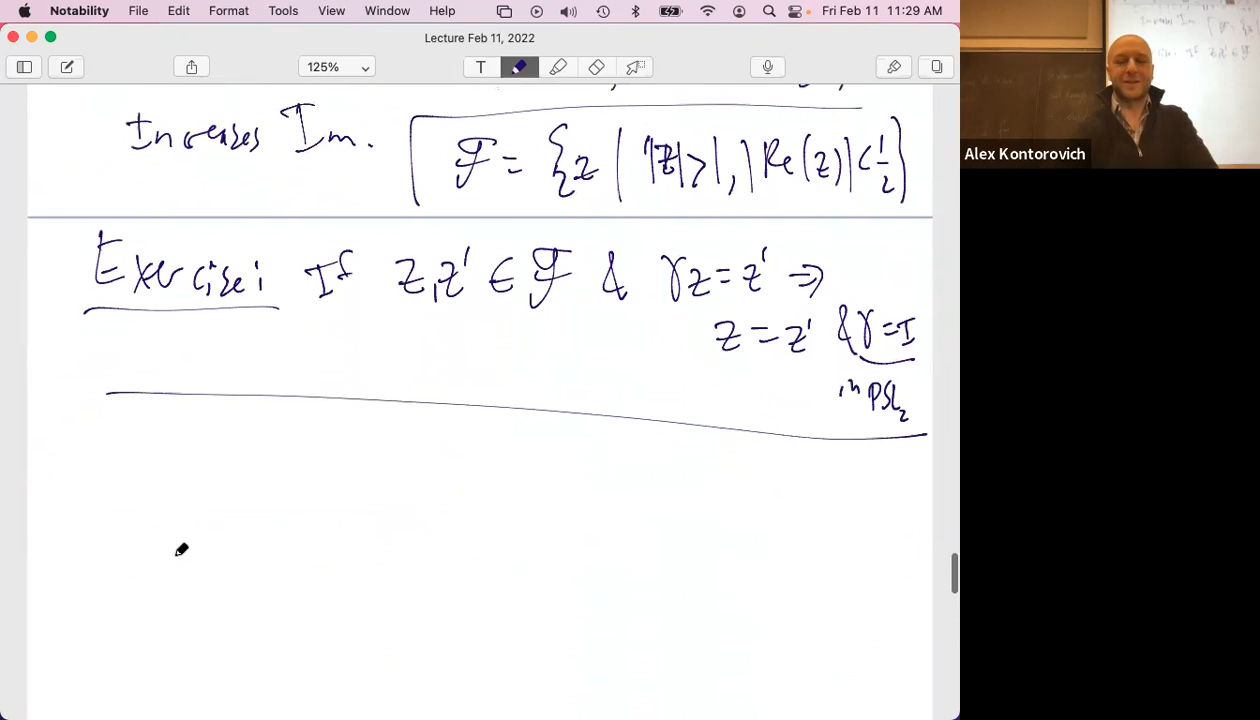 Notability File Edit Format Tools View Window Help Fri Feb 11 11:29 AM
Lecture Feb 11, 2022
125% T
Increases Im. ℱ = {z | |z|>1, |Re(z)|<1/2}
Exercise: If z,z' ∈ ℱ & γz=z' ⇒
z=z' & γ=I
in PSL₂
Alex Kontorovich